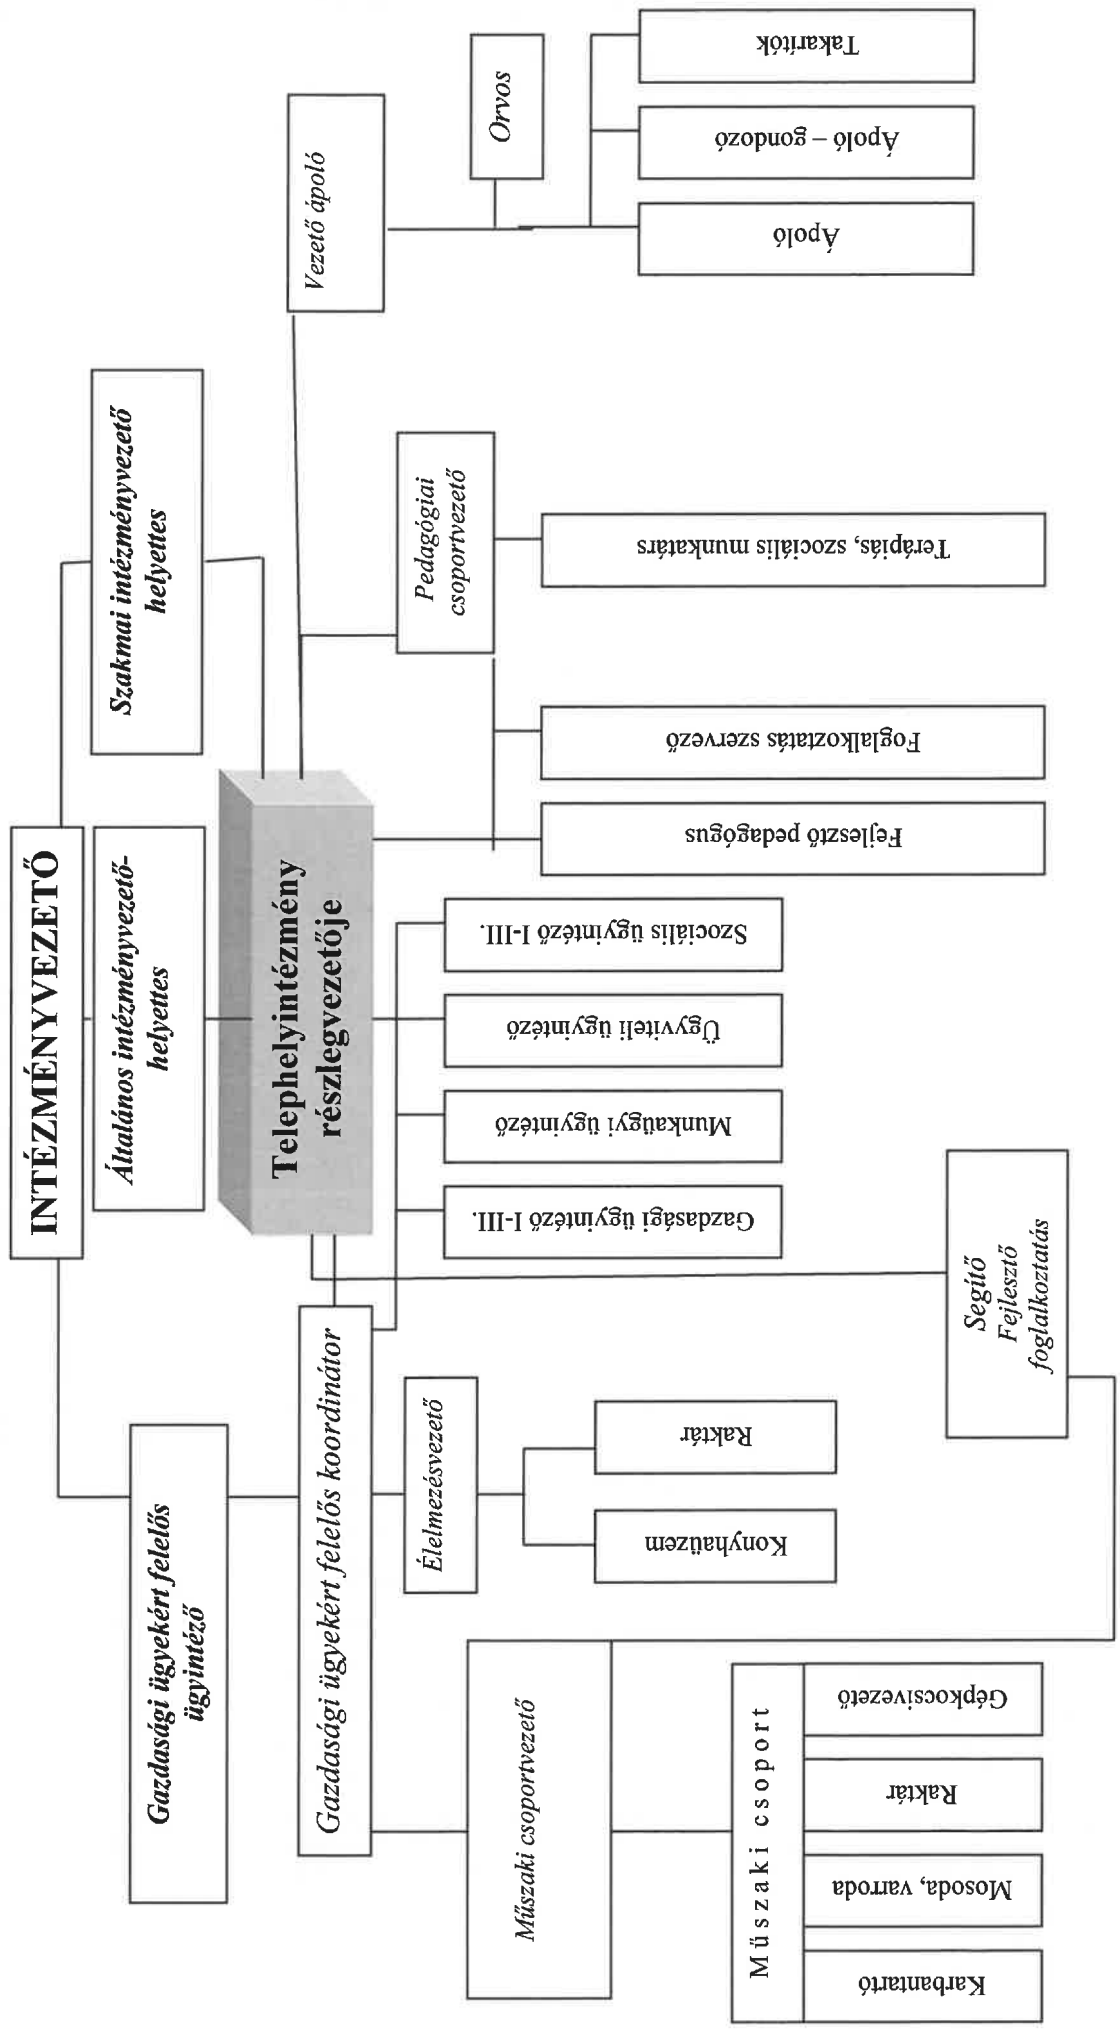 INTÉZMÉNYVEZETŐ
Gazdasági ügyekért felelős
ügyintéző
Általános intézményvezető-
helyettes
Szakmai intézményvezető
helyettes
Telephelyintézmény
részlegvezetője
Gazdasági ügyekért felelős koordinátor
Vezető ápoló
Élelmezésvezető
Pedagógiai
csoportvezető
Orvos
Műszaki csoportvezető
Gazdasági ügyintéző I-III.
Munkaügyi ügyintéző
Ügyviteli ügyintéző
Szociális ügyintéző I-III.
Konyhaüzem
Raktár
Fejlesztő pedagógus
Foglalkoztatás szervező
Terápiás, szociális munkatárs
Ápoló
Ápoló – gondozó
Takarítók
Műszaki csoport
Karbantartó
Mosoda, varroda
Raktár
Gépkocsivezető
Segítő
Fejlesztő
foglalkoztatás